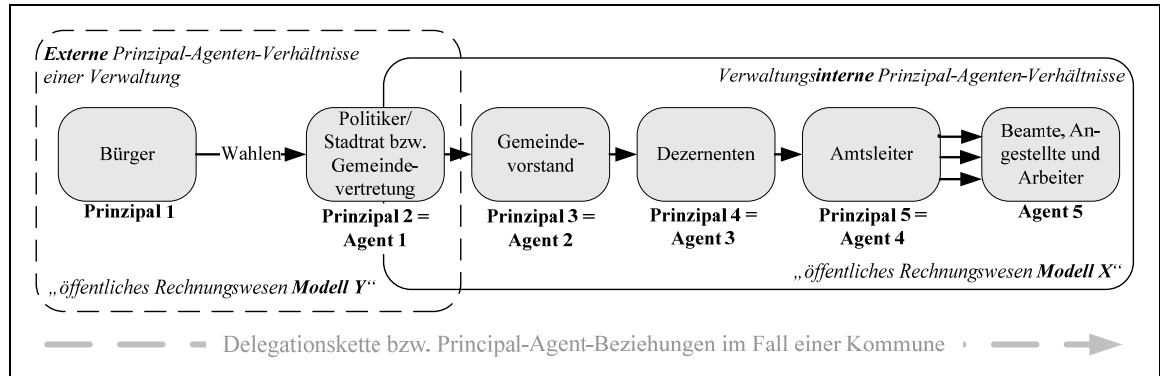 Externe Prinzipal-Agenten-Verhältnisse
einer Verwaltung
Verwaltungsinterne Prinzipal-Agenten-Verhältnisse
Bürger
Wahlen
Politiker/
Stadtrat bzw.
Gemeinde-
vertretung
Gemeinde-
vorstand
Dezernenten
Amtsleiter
Beamte, An-
gestellte und
Arbeiter
Prinzipal 1
Prinzipal 2 =
Agent 1
Prinzipal 3 =
Agent 2
Prinzipal 4 =
Agent 3
Prinzipal 5 =
Agent 4
Agent 5
„öffentliches Rechnungswesen Modell Y“
„öffentliches Rechnungswesen Modell X“
Delegationskette bzw. Principal-Agent-Beziehungen im Fall einer Kommune